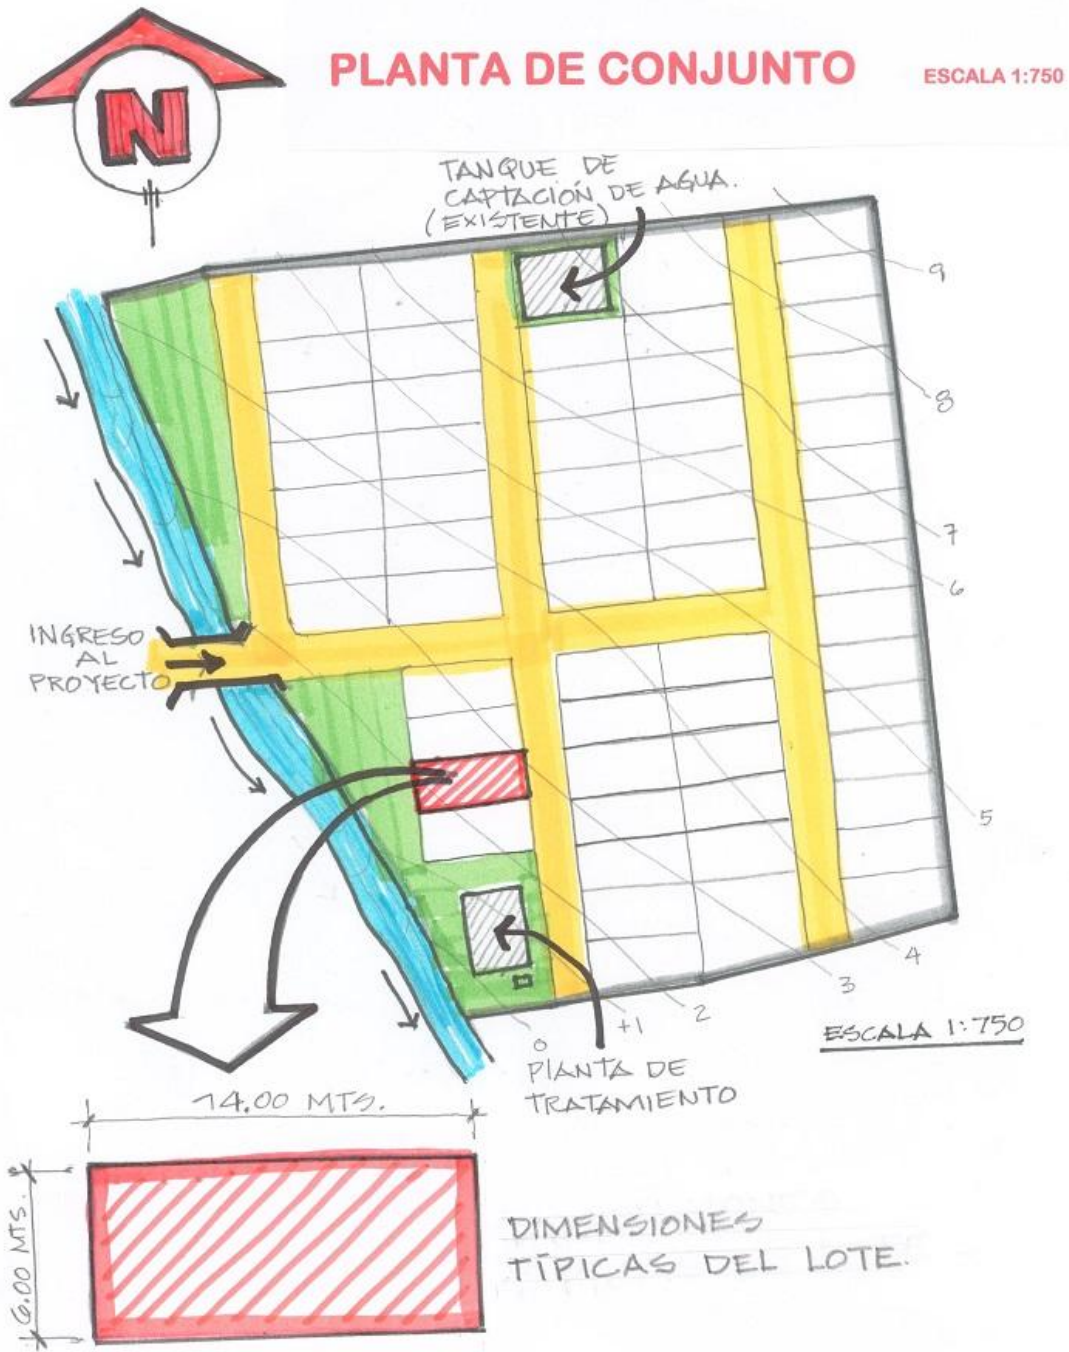 N
PLANTA DE CONJUNTO
ESCALA 1:750
TANQUE DE
CAPTACIÓN DE AGUA.
(EXISTENTE)
9
8
7
6
INGRESO
AL
PROYECTO
5
4
3
2
+1
0
ESCALA 1:750
PLANTA DE
TRATAMIENTO
14.00 MTS.
6.00 MTS.
DIMENSIONES
TÍPICAS DEL LOTE.